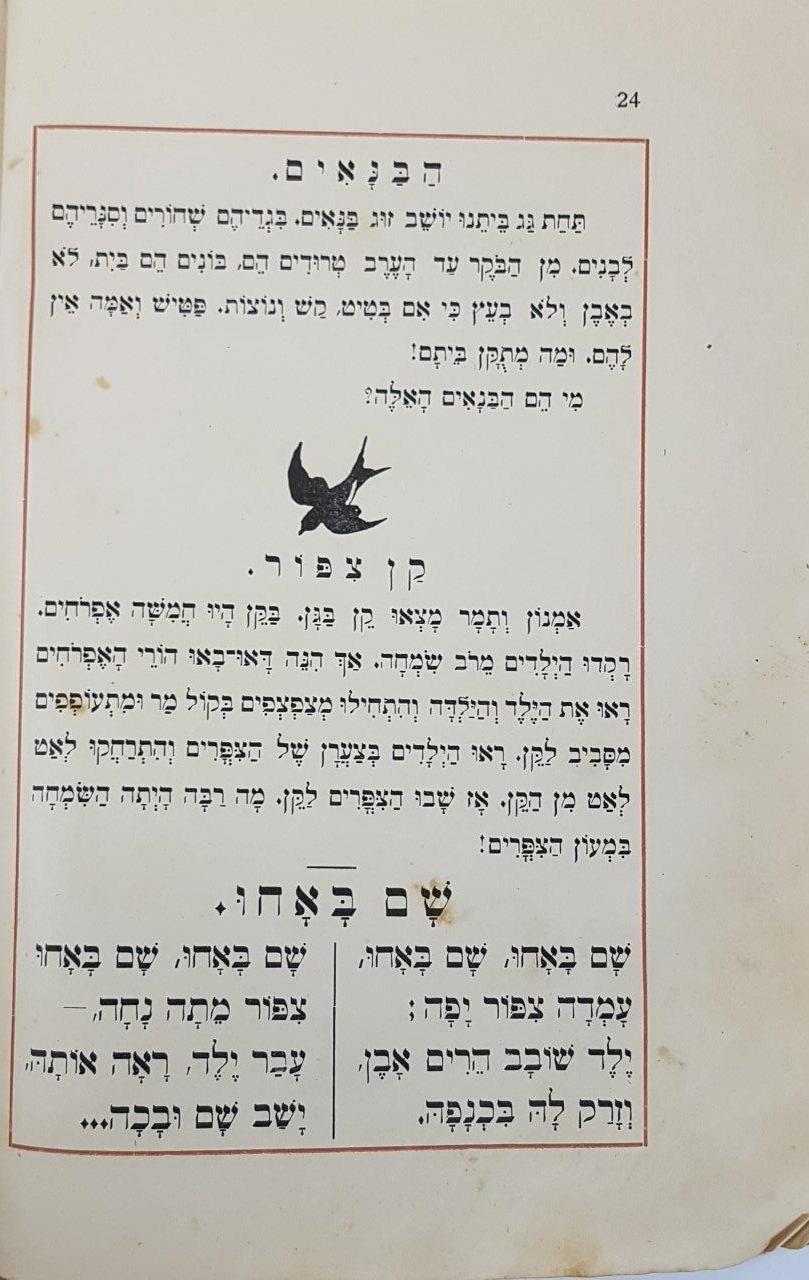 24
הַבַּנָּאִים.
תַּחַת גַּג בֵּיתֵנוּ יוֹשֵׁב זוּג בַּנָּאִים. בִּגְדֵיהֶם שְׁחוֹרִים וְסִנָּרֵיהֶם
לְבָנִים. מִן הַבֹּקֶר עַד הָעֶרֶב טְרוּדִים הֵם, בּוֹנִים הֵם בַּיִת, לֹא
בְאֶבֶן וְלֹא בְעֵץ כִּי אִם בְּטִיט, קַשׁ וְנוֹצוֹת. פַּטִּישׁ וְאַמָּה אֵין
לָהֶם. וּמַה מְתֻקָּן בֵּיתָם!
מִי הֵם הַבַּנָאִים הָאֵלֶּה?
קַן צִפּוֹר.
אַמְנוֹן וְתָמָר מָצְאוּ קֵן בַּגָּן. בַּקֵּן הָיוּ חֲמִשָּׁה אֶפְרֹחִים.
רָקְדוּ הַיְלָדִים מֵרֹב שִׂמְחָה. אַךְ הִנֵּה דָּאוּ־בָאוּ הוֹרֵי הָאֶפְרֹחִים
רָאוּ אֶת הַיֶּלֶד וְהַיַּלְדָּה וְהִתְחִילוּ מְצַפְצְפִים בְּקוֹל מַר וּמִתְעוֹפְפִים
מִסָּבִיב לַקֵּן. רָאוּ הַיְלָדִים בְּצַעֲרָן שֶׁל הַצִּפֳּרִים וְהִתְרַחֲקוּ לְאַט
לְאַט מִן הַקֵּן. אָז שָׁבוּ הַצִּפֳּרִים לַקֵּן. מָה רַבָּה הָיְתָה הַשִּׂמְחָה
בִּמְעוֹן הַצִּפֳּרִים!
שָׁם בָּאָחוּ.
שָׁם בָּאָחוּ, שָׁם בָּאָחוּ,
עָמְדָה צִפּוֹר יָפָה;
יֶלֶד שׁוֹבָב הֵרִים אֶבֶן,
וְזָרַק לָהּ בִּכְנָפָהּ.
שָׁם בָּאָחוּ, שָׁם בָּאָחוּ
צִפּוֹר מֵתָה נָחָה,—
עָבַר יֶלֶד, רָאָה אוֹתָהּ,
יָשַׁב שָׁם וּבָכָה...